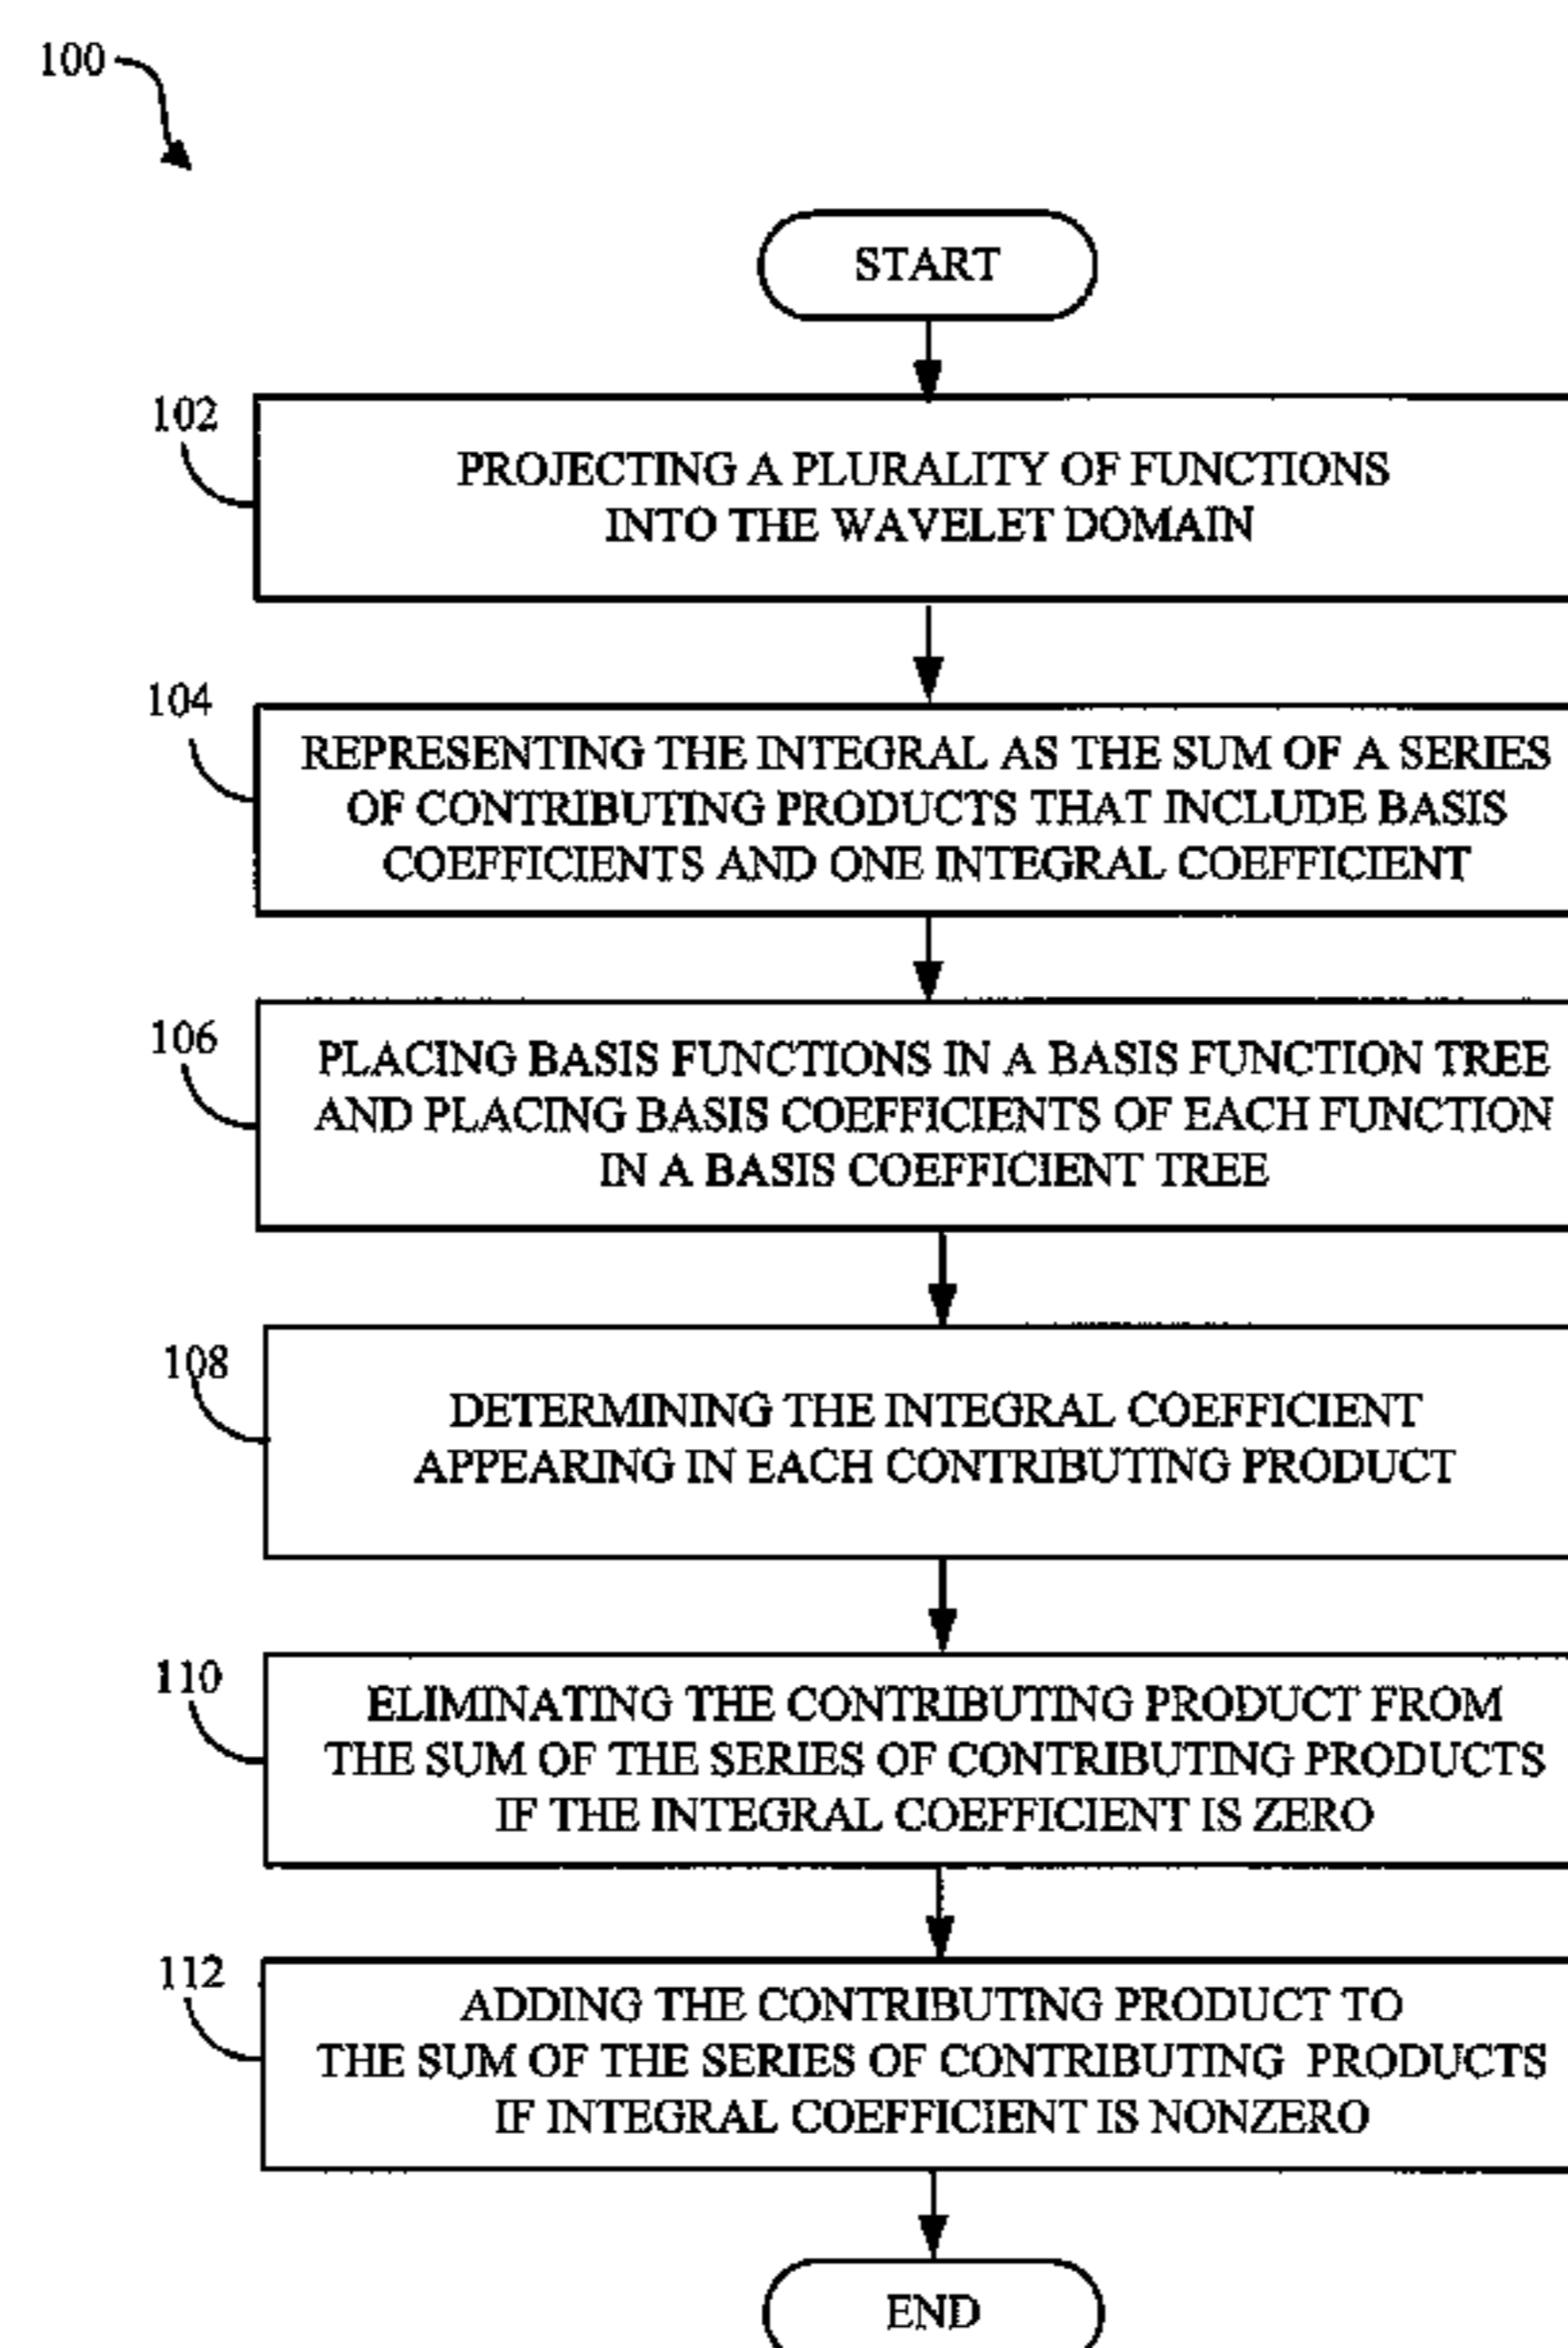 100
START
102
PROJECTING A PLURALITY OF FUNCTIONS
INTO THE WAVELET DOMAIN
104
REPRESENTING THE INTEGRAL AS THE SUM OF A SERIES
OF CONTRIBUTING PRODUCTS THAT INCLUDE BASIS
COEFFICIENTS AND ONE INTEGRAL COEFFICIENT
106
PLACING BASIS FUNCTIONS IN A BASIS FUNCTION TREE
AND PLACING BASIS COEFFICIENTS OF EACH FUNCTION
IN A BASIS COEFFICIENT TREE
108
DETERMINING THE INTEGRAL COEFFICIENT
APPEARING IN EACH CONTRIBUTING PRODUCT
110
ELIMINATING THE CONTRIBUTING PRODUCT FROM
THE SUM OF THE SERIES OF CONTRIBUTING PRODUCTS
IF THE INTEGRAL COEFFICIENT IS ZERO
112
ADDING THE CONTRIBUTING PRODUCT TO
THE SUM OF THE SERIES OF CONTRIBUTING PRODUCTS
IF INTEGRAL COEFFICIENT IS NONZERO
END